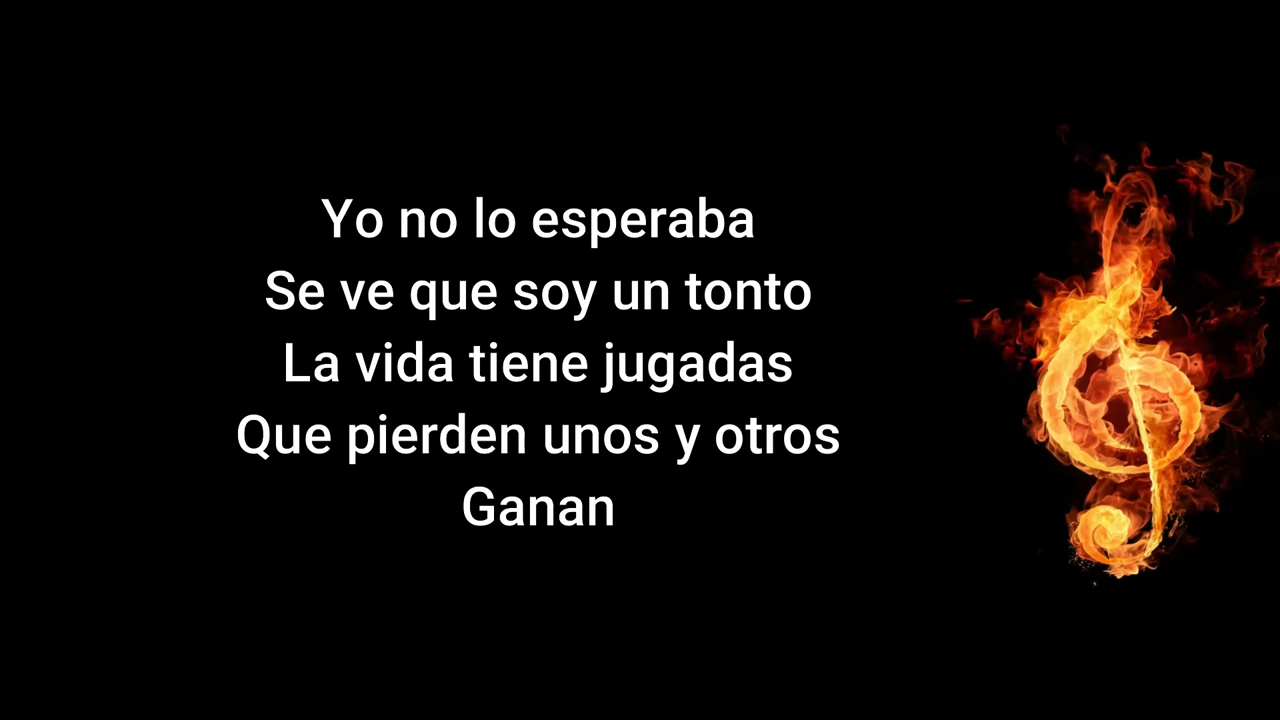 Yo no lo esperaba
Se ve que soy un tonto
La vida tiene jugadas
Que pierden unos y otros
Ganan